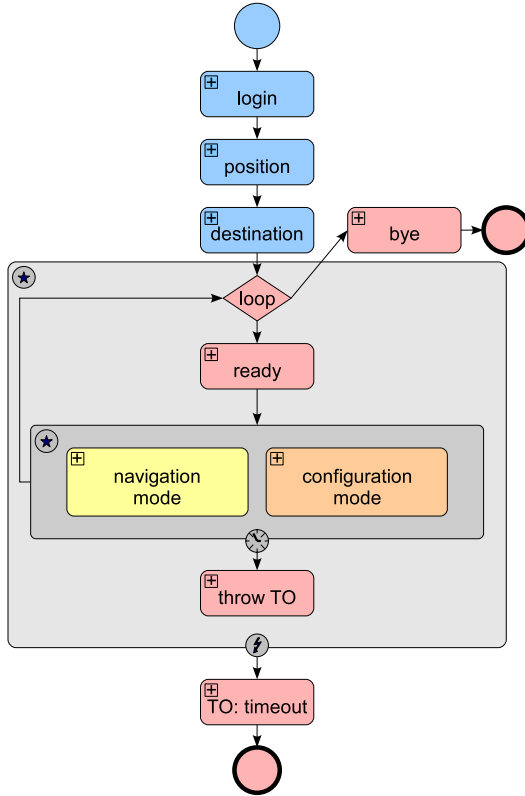 login
position
destination
bye
loop
ready
navigation
mode
configuration
mode
throw TO
TO: timeout